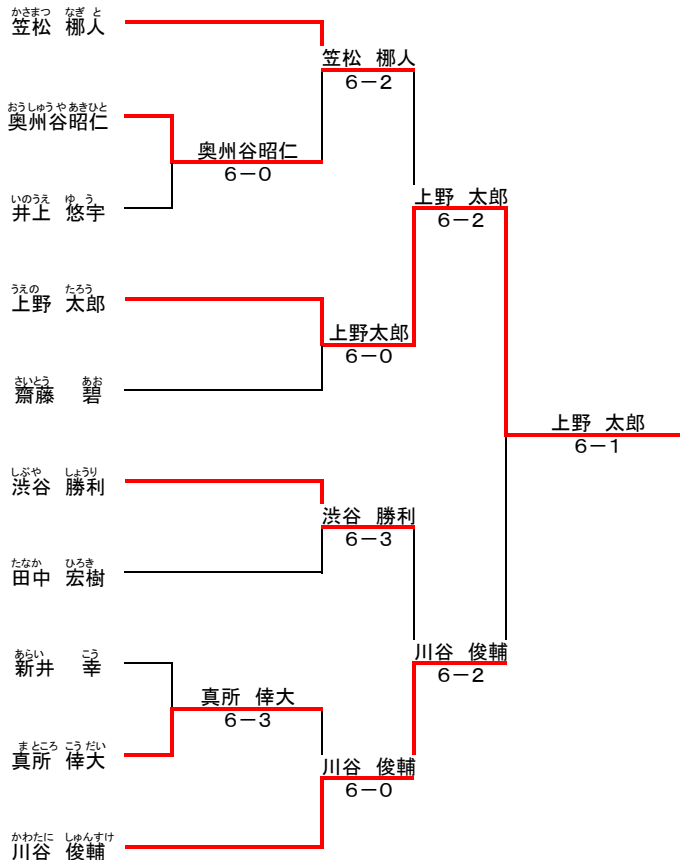 かさまつ なぎ と
笠松 梛人
おうしゅう や あきひと
奥州谷昭仁
いのうえ ゆ う
井上 悠宇
うえの たろう
上野 太郎
さいとう あお
齋藤 碧
しぶや しょうり
渋谷 勝利
たなか ひろき
田中 宏樹
あらい こう
新井 幸
ま ところ こう だい
真所 倖大
かわたに しゅんすけ
川谷 俊輔
奥州谷昭仁
6-0
真所 倖大
6-3
笠松 梛人
6-2
上野太郎
6-0
渋谷 勝利
6-3
川谷 俊輔
6-0
上野 太郎
6-2
川谷 俊輔
6-2
上野 太郎
6-1